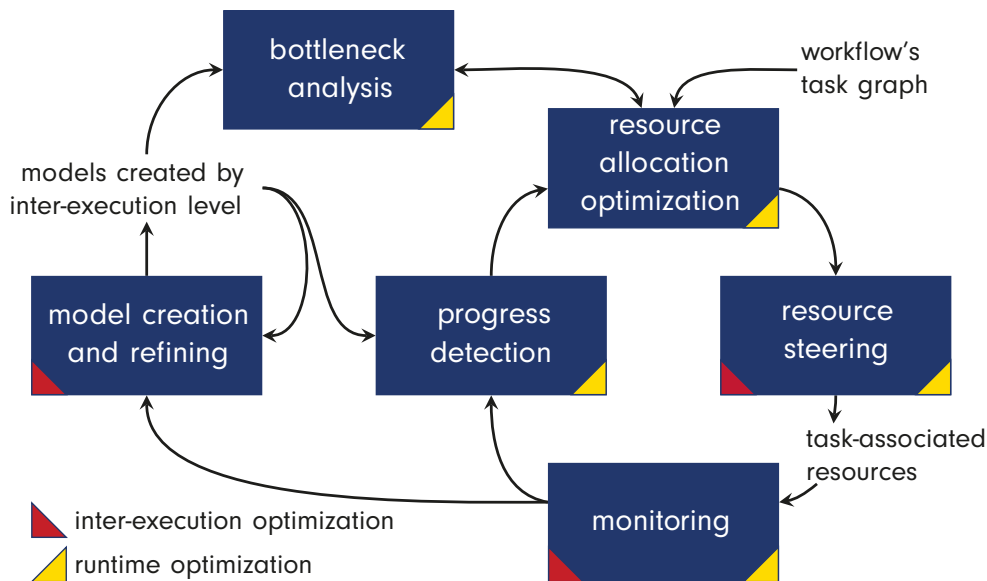 bottleneck
analysis
workflow's
task graph
resource
allocation
optimization
models created by
inter-execution level
model creation
and refining
progress
detection
resource
steering
task-associated
resources
monitoring
inter-execution optimization
runtime optimization